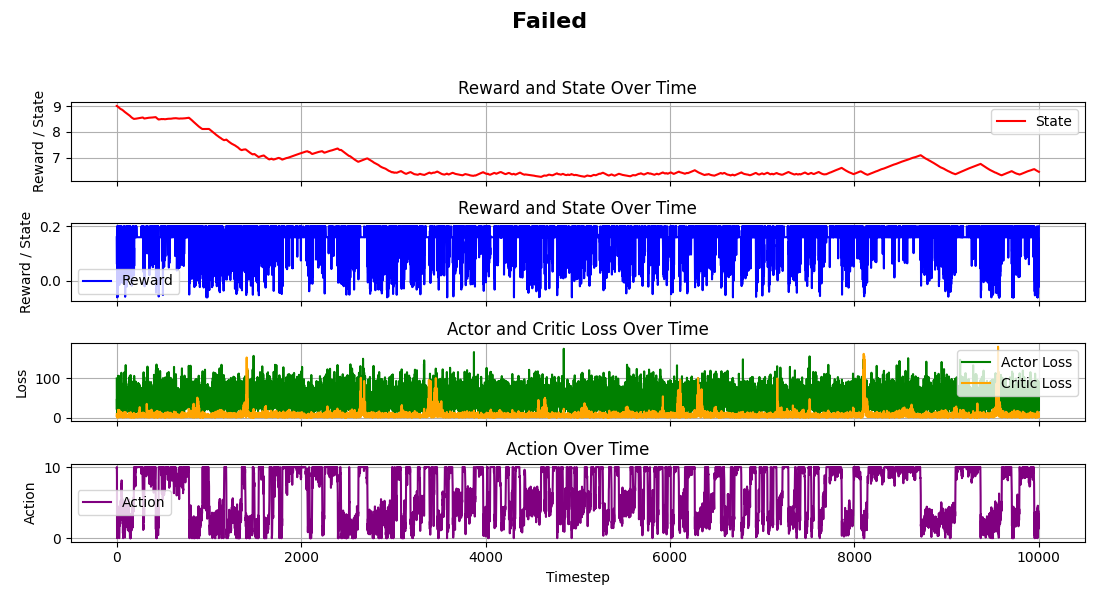 Failed
Reward and State Over Time
Reward / State
9
8
7
State
Reward and State Over Time
Reward / State
0.2
0.0
Reward
Actor and Critic Loss Over Time
Loss
100
0
Actor Loss
Critic Loss
Action Over Time
Action
10
0
Action
0 2000 4000 6000 8000 10000
Timestep